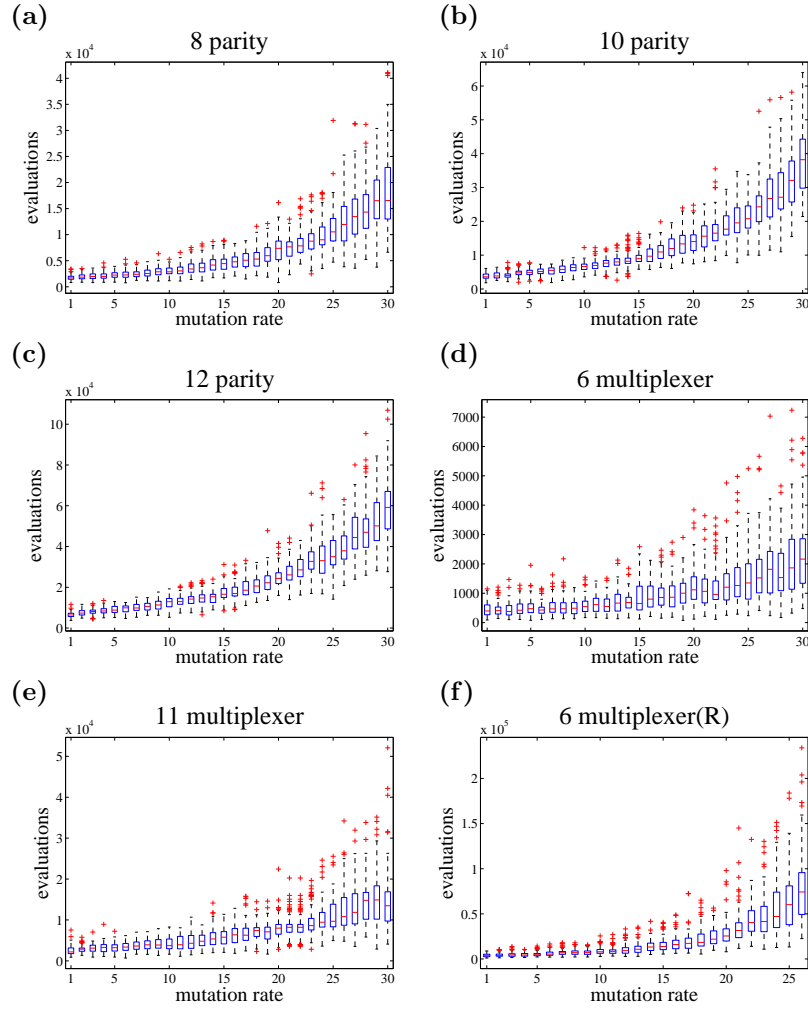 (a)
8 parity
x 10^4
4
3.5
3
2.5
2
1.5
1
0.5
0
evaluations
1 5 10 15 20 25 30
mutation rate
(b)
10 parity
x 10^4
6
5
4
3
2
1
0
evaluations
1 5 10 15 20 25 30
mutation rate
(c)
12 parity
x 10^4
10
8
6
4
2
0
evaluations
1 5 10 15 20 25 30
mutation rate
(d)
6 multiplexer
7000
6000
5000
4000
3000
2000
1000
0
evaluations
1 5 10 15 20 25 30
mutation rate
(e)
11 multiplexer
x 10^4
5
4
3
2
1
0
evaluations
1 5 10 15 20 25 30
mutation rate
(f)
6 multiplexer(R)
x 10^5
2
1.5
1
0.5
0
evaluations
1 5 10 15 20 25
mutation rate